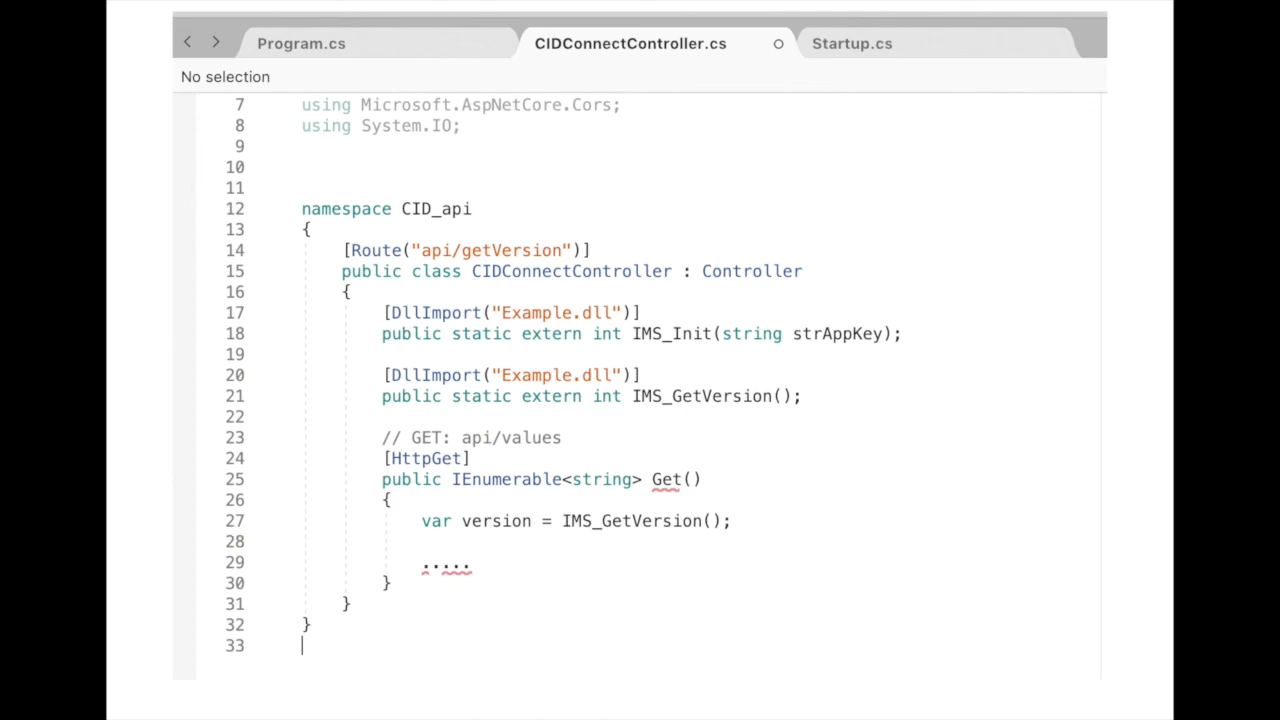 Program.cs CIDConnectController.cs Startup.cs
No selection
7 using Microsoft.AspNetCore.Cors;
8 using System.IO;
9
10
11
12 namespace CID_api
13 {
14 [Route("api/getVersion")]
15 public class CIDConnectController : Controller
16 {
17 [DllImport("Example.dll")]
18 public static extern int IMS_Init(string strAppKey);
19
20 [DllImport("Example.dll")]
21 public static extern int IMS_GetVersion();
22
23 // GET: api/values
24 [HttpGet]
25 public IEnumerable<string> Get()
26 {
27 var version = IMS_GetVersion();
28
29 .....
30 }
31 }
32 }
33